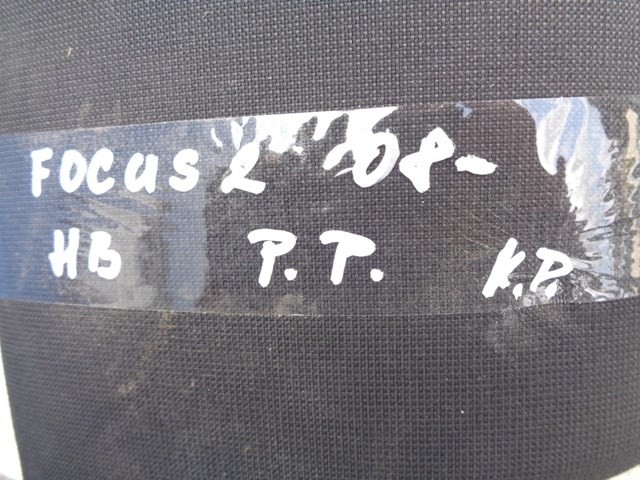 FOCUS 2 08-
HB P.P. K.P.